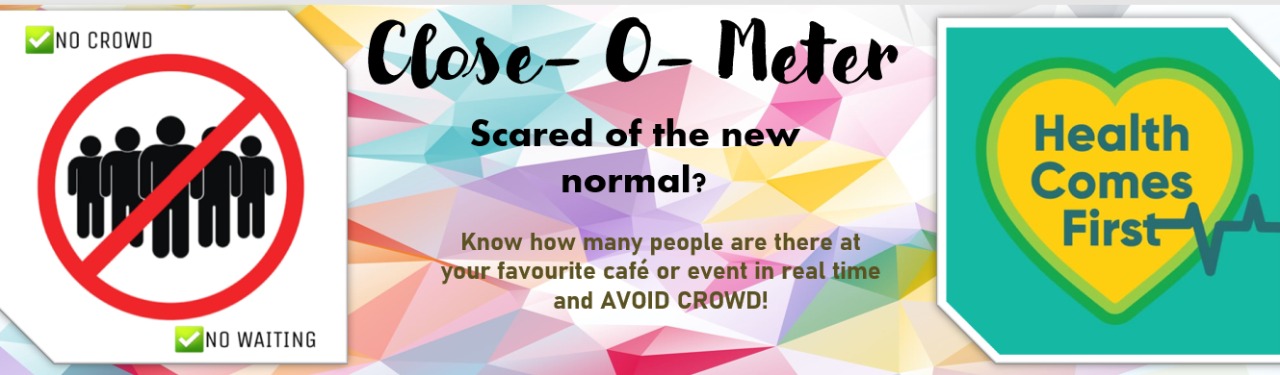 NO CROWD
NO WAITING
Close- O- Meter
Scared of the new
normal?
Know how many people are there at
your favourite café or event in real time
and AVOID CROWD!
Health
Comes
First